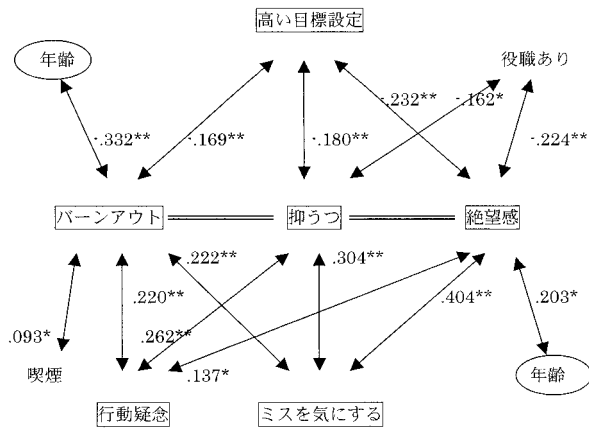 高い目標設定
年齢
役職あり
-.332**
-.169**
-.180**
-.232**
-.162*
-.224**
バーンアウト
抑うつ
絶望感
.093*
.220**
.222**
.262**
.304**
.137*
.404**
.203*
喫煙
年齢
行動疑念
ミスを気にする